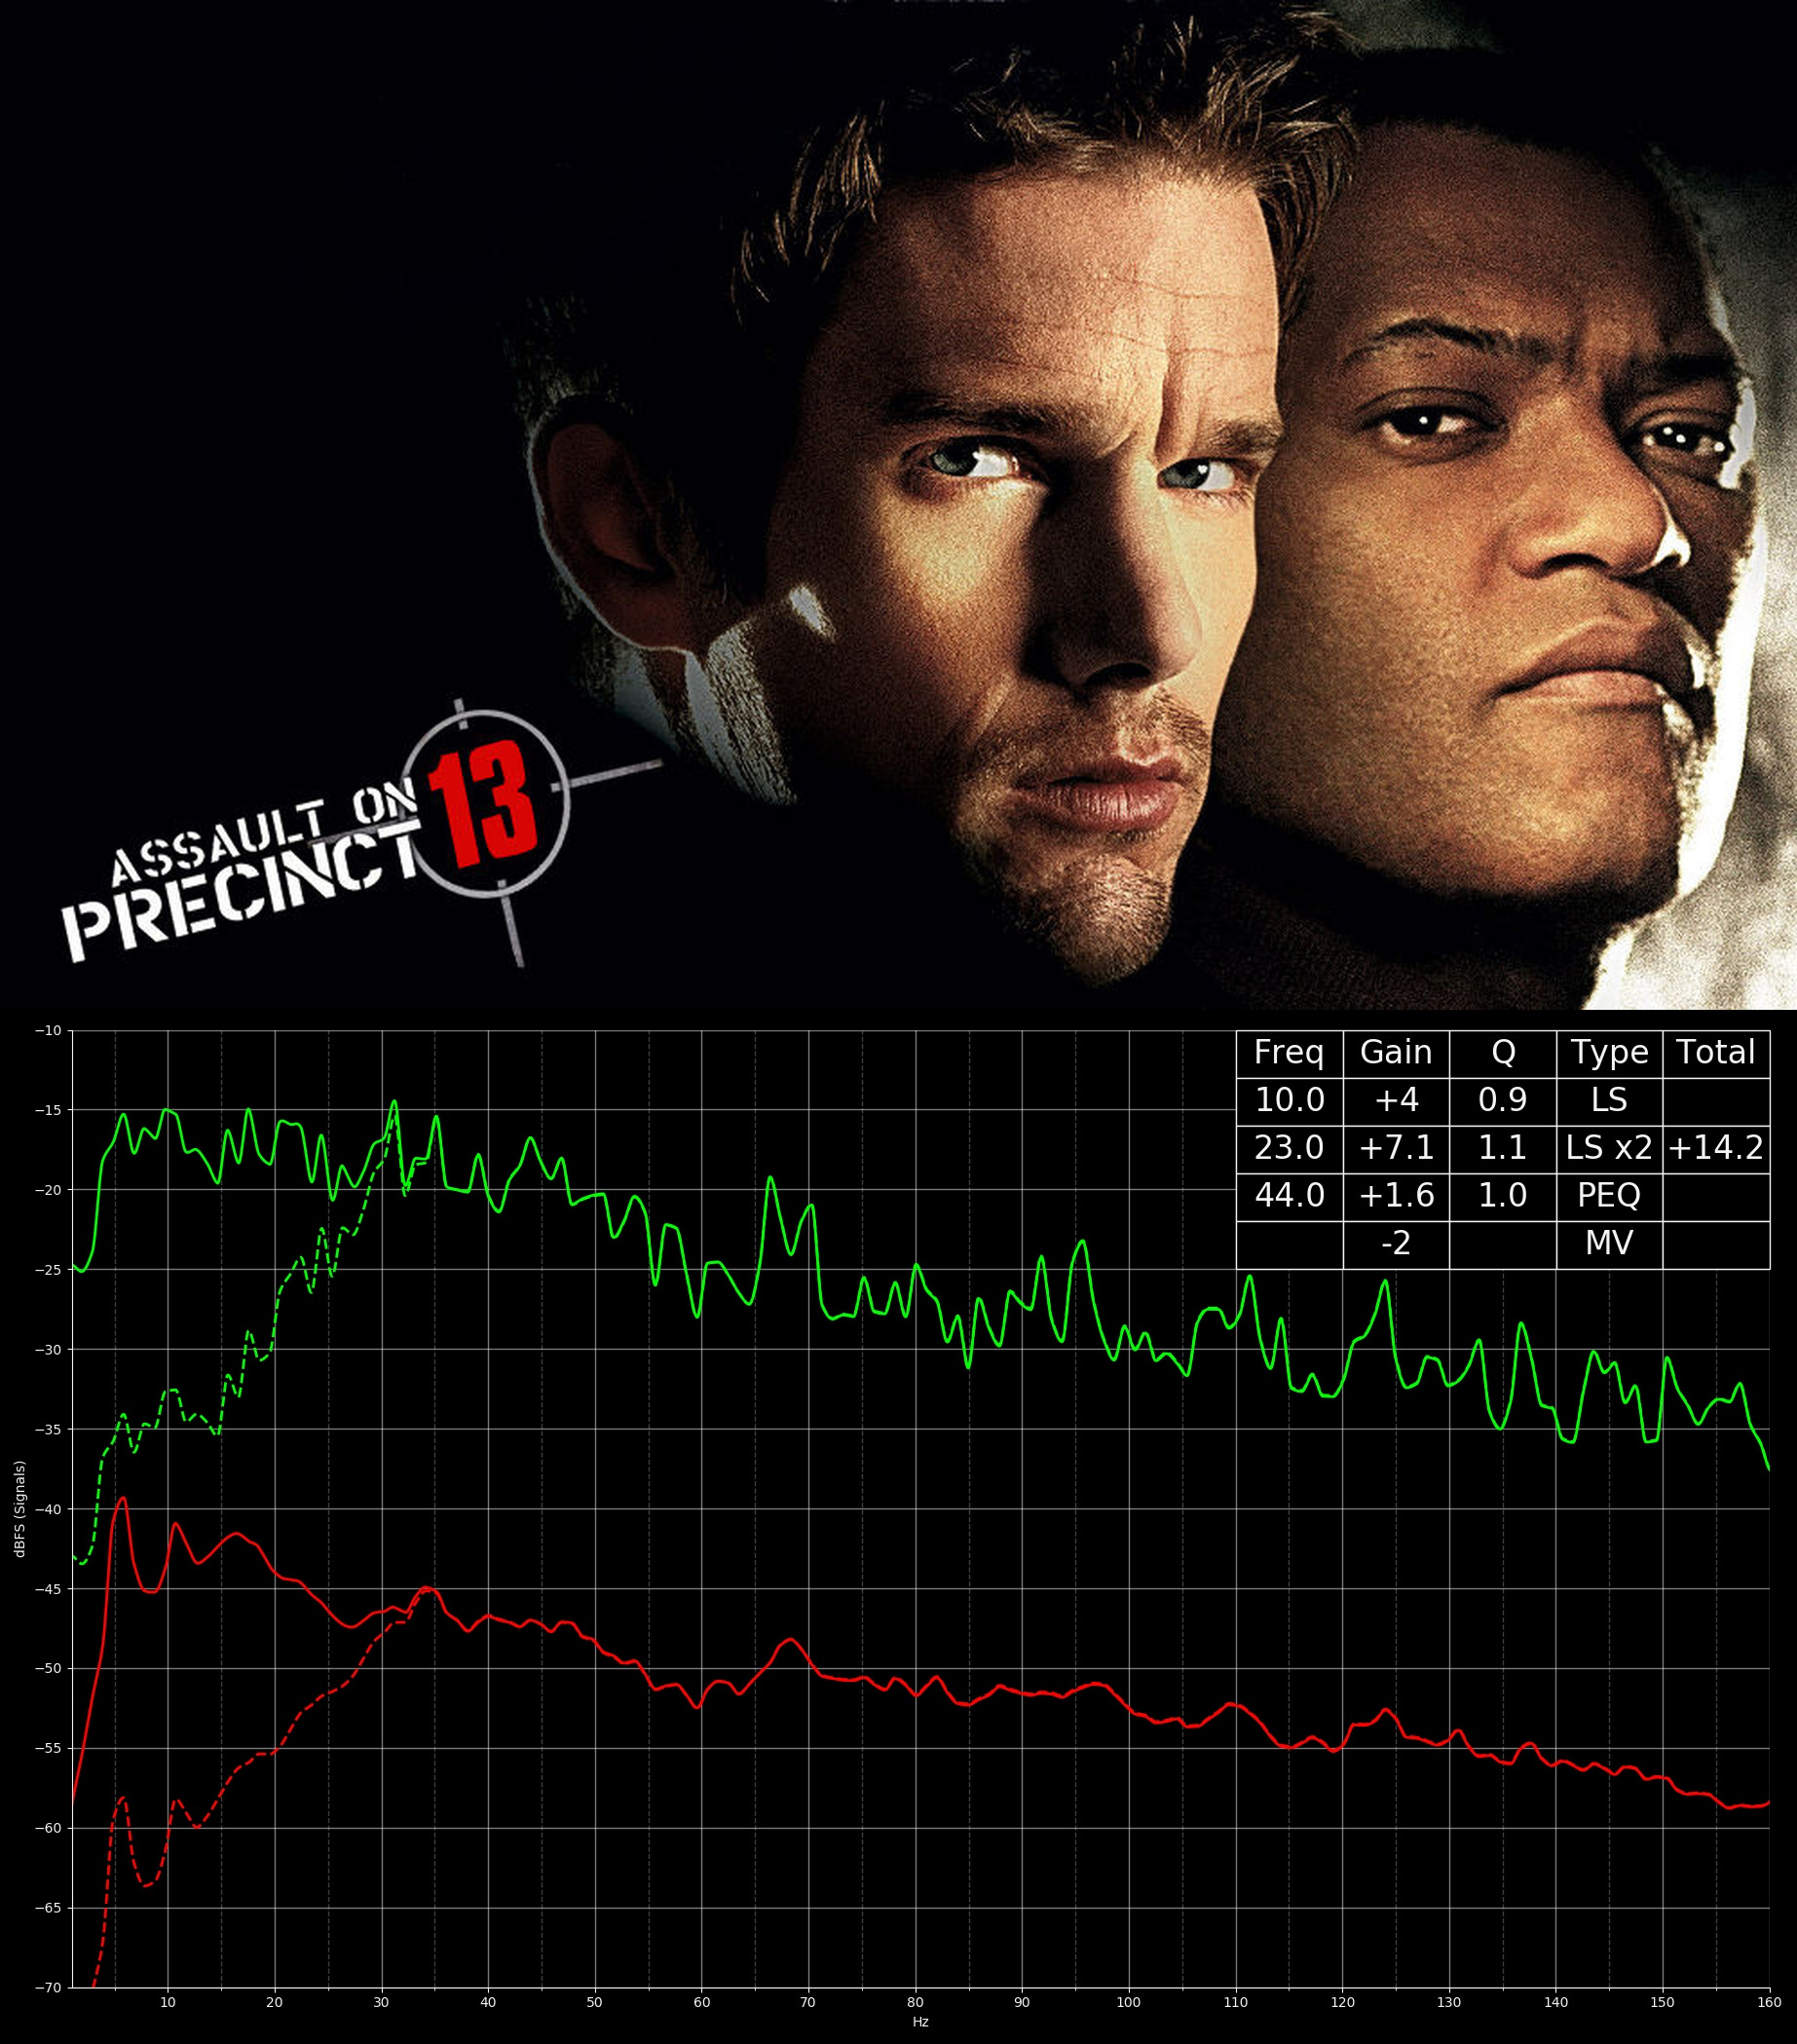 ASSAULT ON
PRECINCT 13
−10
−15
−20
−25
−30
−35
−40
−45
−50
−55
−60
−65
−70
dBFS (Signals)
Freq Gain Q Type Total
10.0 +4 0.9 LS
23.0 +7.1 1.1 LS x2 +14.2
44.0 +1.6 1.0 PEQ
-2 MV
10 20 30 40 50 60 70 80 90 100 110 120 130 140 150 160
Hz